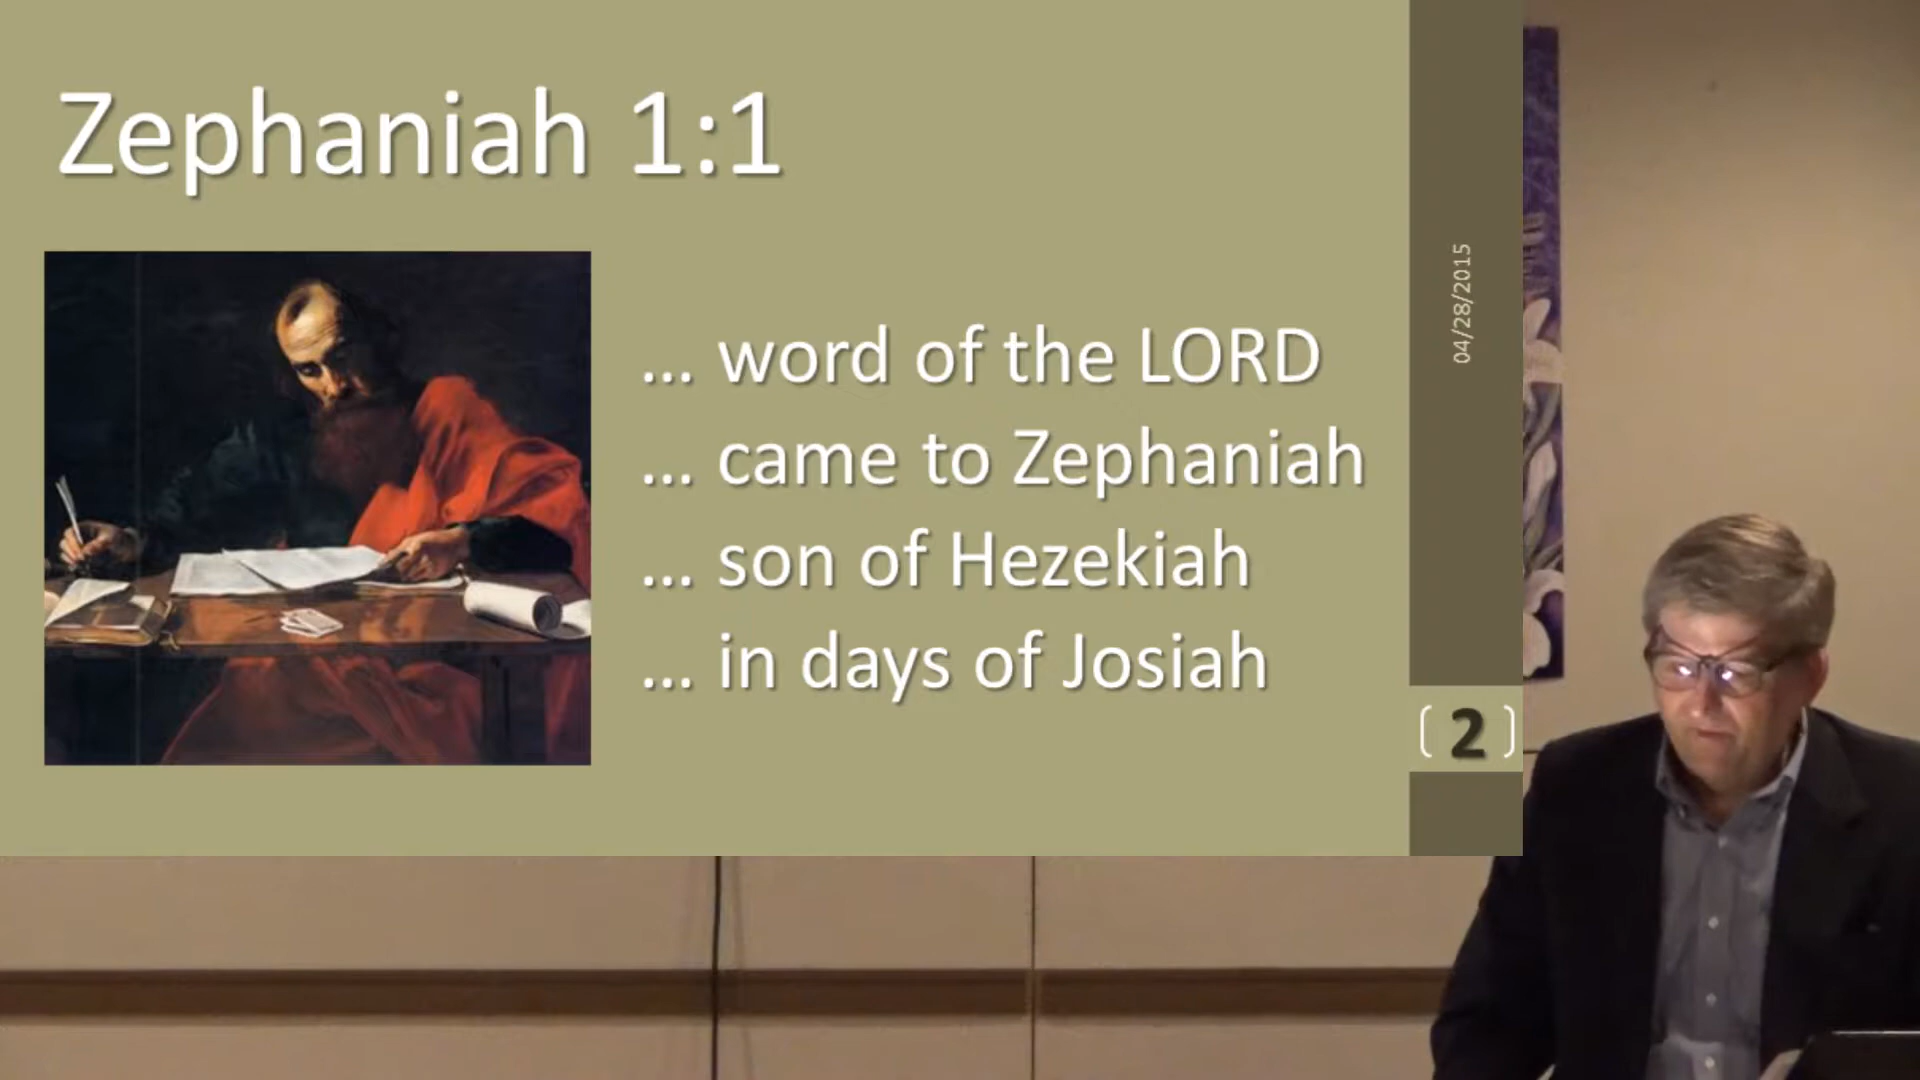 Zephaniah 1:1
... word of the LORD
... came to Zephaniah
... son of Hezekiah
... in days of Josiah
04/28/2015
2